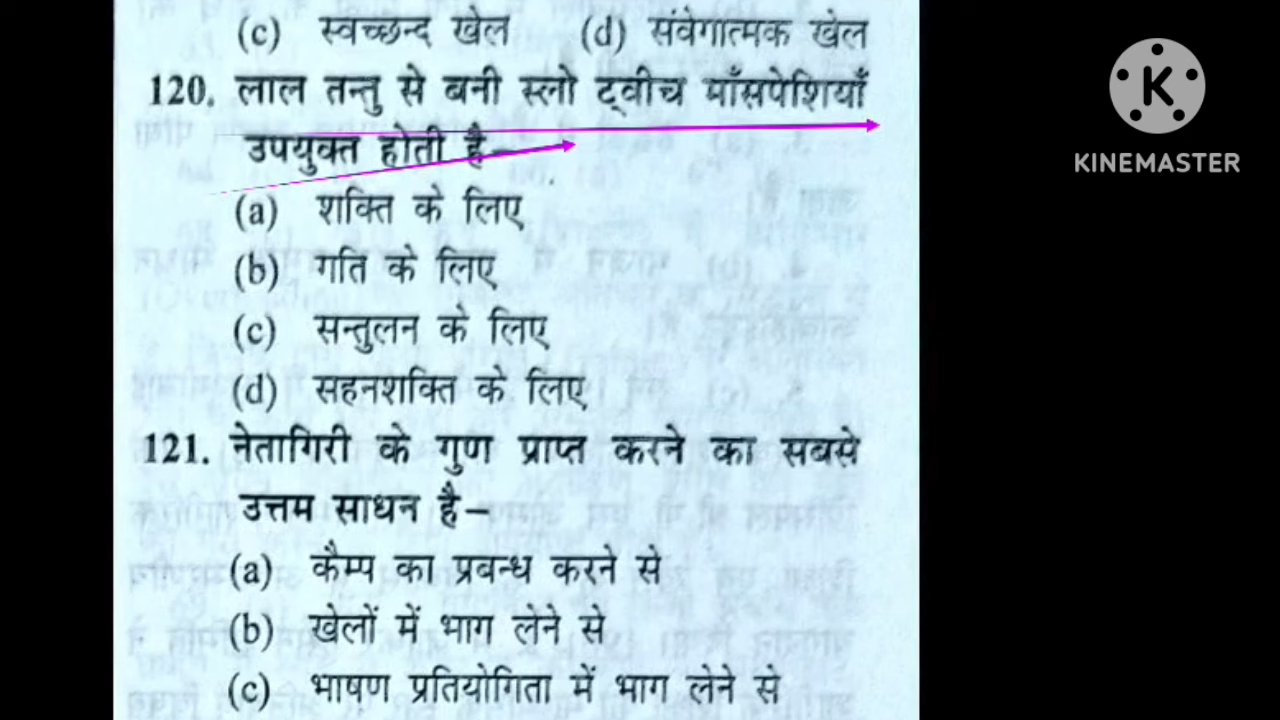 (c) स्वच्छन्द खेल (d) संवेगात्मक खेल
120. लाल तन्तु से बनी स्लो ट्वीच माँसपेशियाँ
उपयुक्त होती है–
(a) शक्ति के लिए
(b) गति के लिए
(c) सन्तुलन के लिए
(d) सहनशक्ति के लिए
121. नेतागिरी के गुण प्राप्त करने का सबसे
उत्तम साधन है–
(a) कैम्प का प्रबन्ध करने से
(b) खेलों में भाग लेने से
(c) भाषण प्रतियोगिता में भाग लेने से
K
KINEMASTER